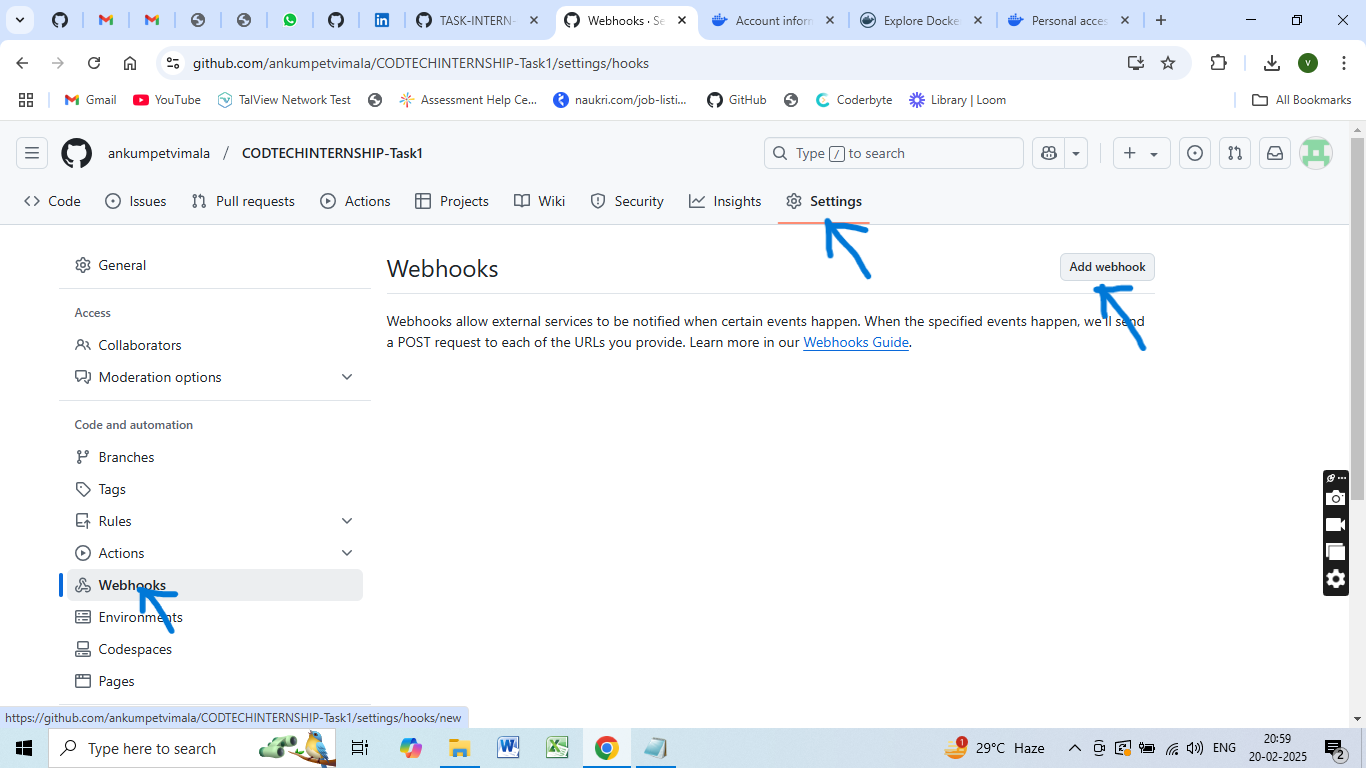 TASK-INTERN-
Webhooks · Se
Account inforn
Explore Docke
Personal acces
github.com/ankumpetvimala/CODTECHINTERNSHIP-Task1/settings/hooks
V
Gmail
YouTube
TalView Network Test
Assessment Help Ce...
naukri.com/job-listi...
GitHub
Coderbyte
Library | Loom
All Bookmarks
ankumpetvimala / CODTECHINTERNSHIP-Task1
Type / to search
Code
Issues
Pull requests
Actions
Projects
Wiki
Security
Insights
Settings
General
Access
Collaborators
Moderation options
Code and automation
Branches
Tags
Rules
Actions
Webhooks
Environments
Codespaces
Pages
Webhooks
Add webhook
Webhooks allow external services to be notified when certain events happen. When the specified events happen, we'll send
a POST request to each of the URLs you provide. Learn more in our Webhooks Guide.
https://github.com/ankumpetvimala/CODTECHINTERNSHIP-Task1/settings/hooks/new
Type here to search
1
29°C Haze
ENG
20:59
20-02-2025
2